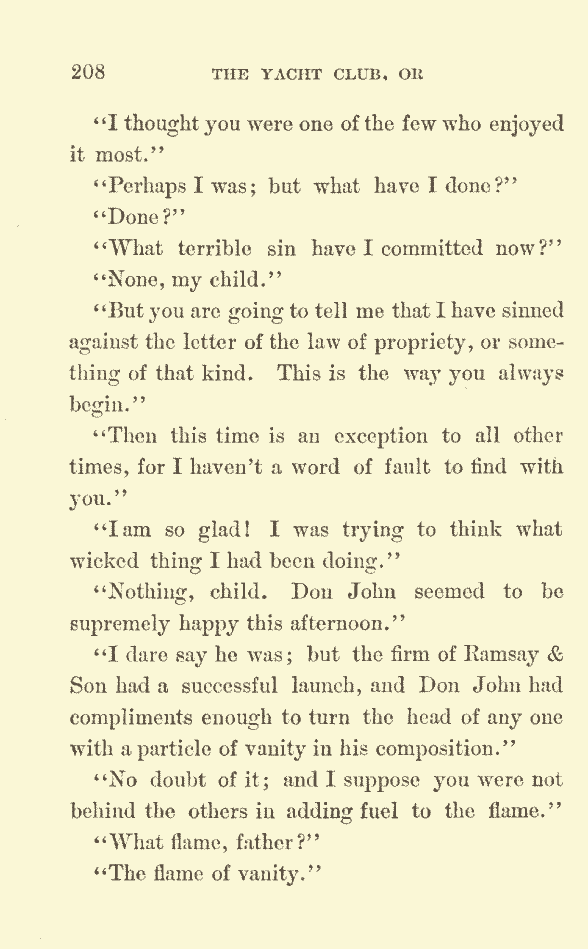 208 THE YACHT CLUB, OR
"I thought you were one of the few who enjoyed
it most."
"Perhaps I was; but what have I done?"
"Done?"
"What terrible sin have I committed now?"
"None, my child."
"But you are going to tell me that I have sinned
against the letter of the law of propriety, or some-
thing of that kind. This is the way you always
begin."
"Then this time is an exception to all other
times, for I haven't a word of fault to find with
you."
"I am so glad! I was trying to think what
wicked thing I had been doing."
"Nothing, child. Don John seemed to be
supremely happy this afternoon."
"I dare say he was; but the firm of Ramsay &
Son had a successful launch, and Don John had
compliments enough to turn the head of any one
with a particle of vanity in his composition."
"No doubt of it; and I suppose you were not
behind the others in adding fuel to the flame."
"What flame, father?"
"The flame of vanity."